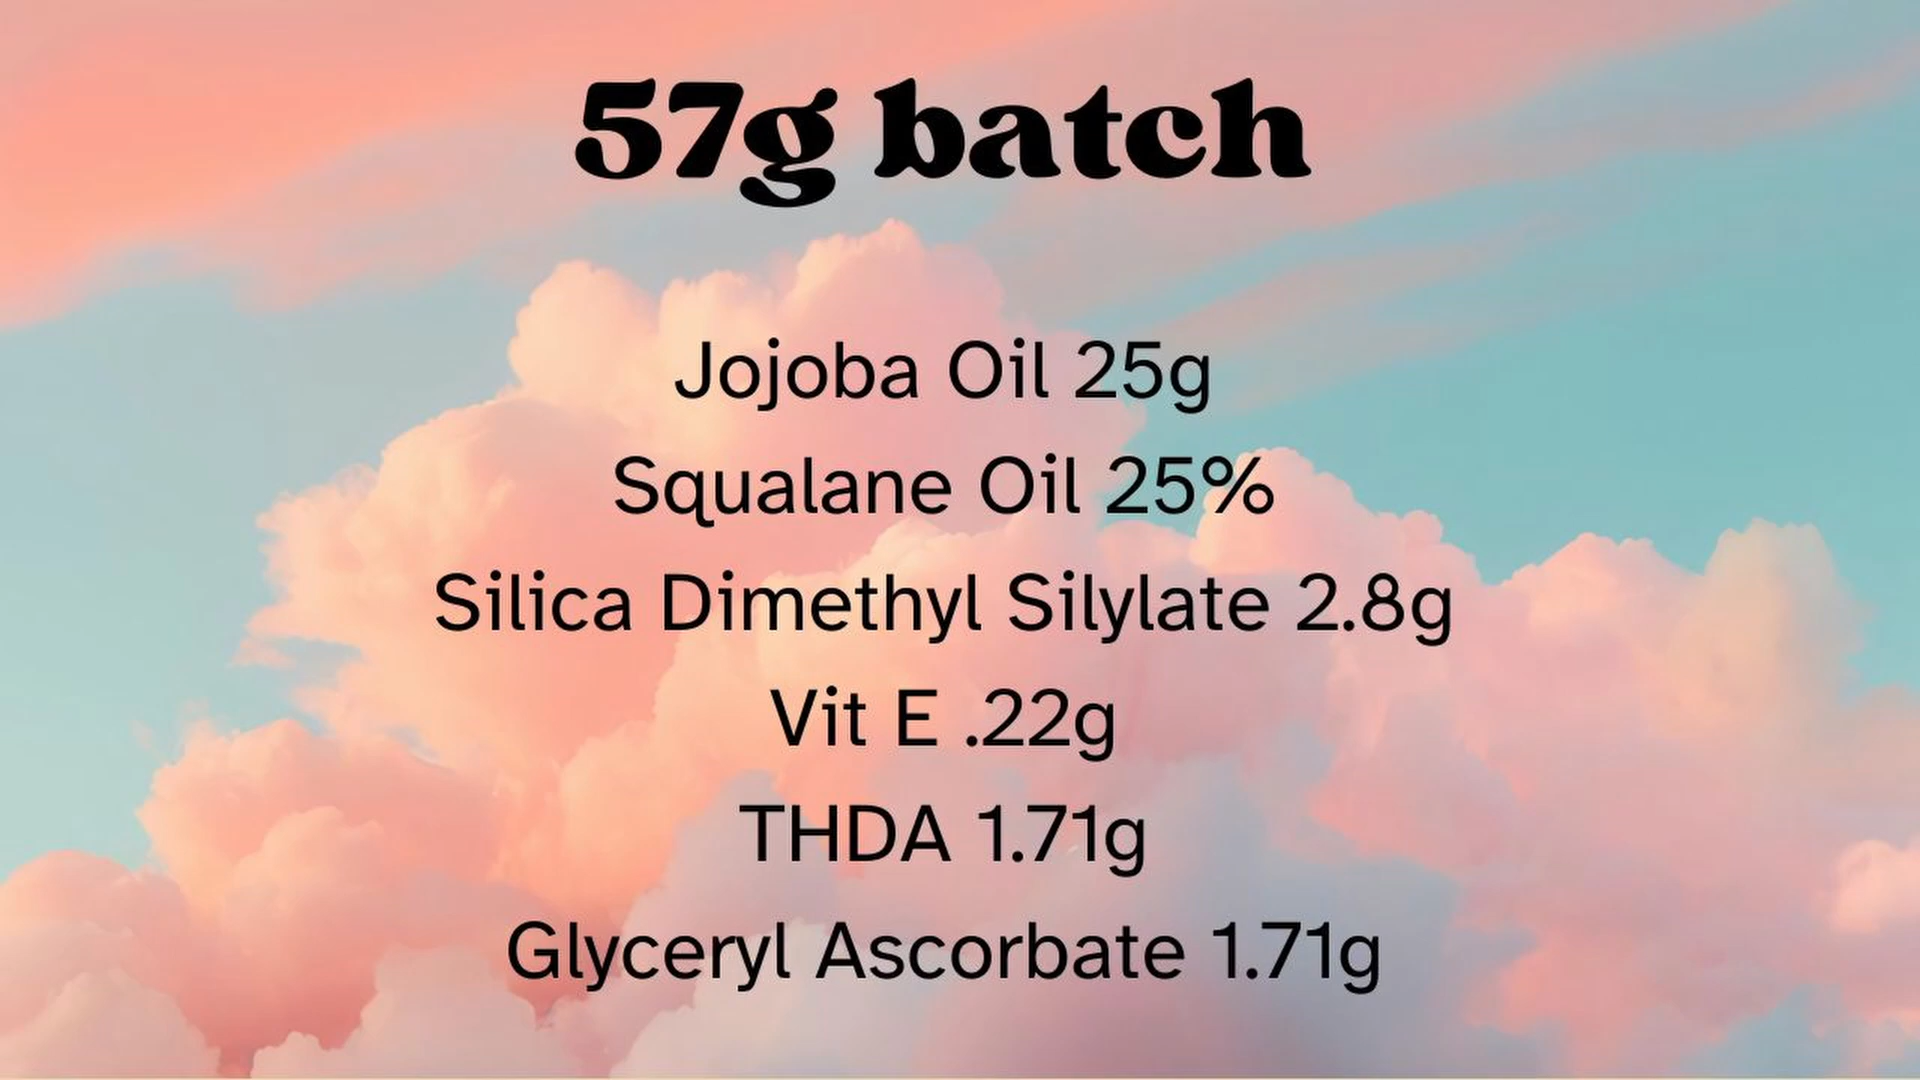 57g batch
Jojoba Oil 25g
Squalane Oil 25%
Silica Dimethyl Silylate 2.8g
Vit E .22g
THDA 1.71g
Glyceryl Ascorbate 1.71g